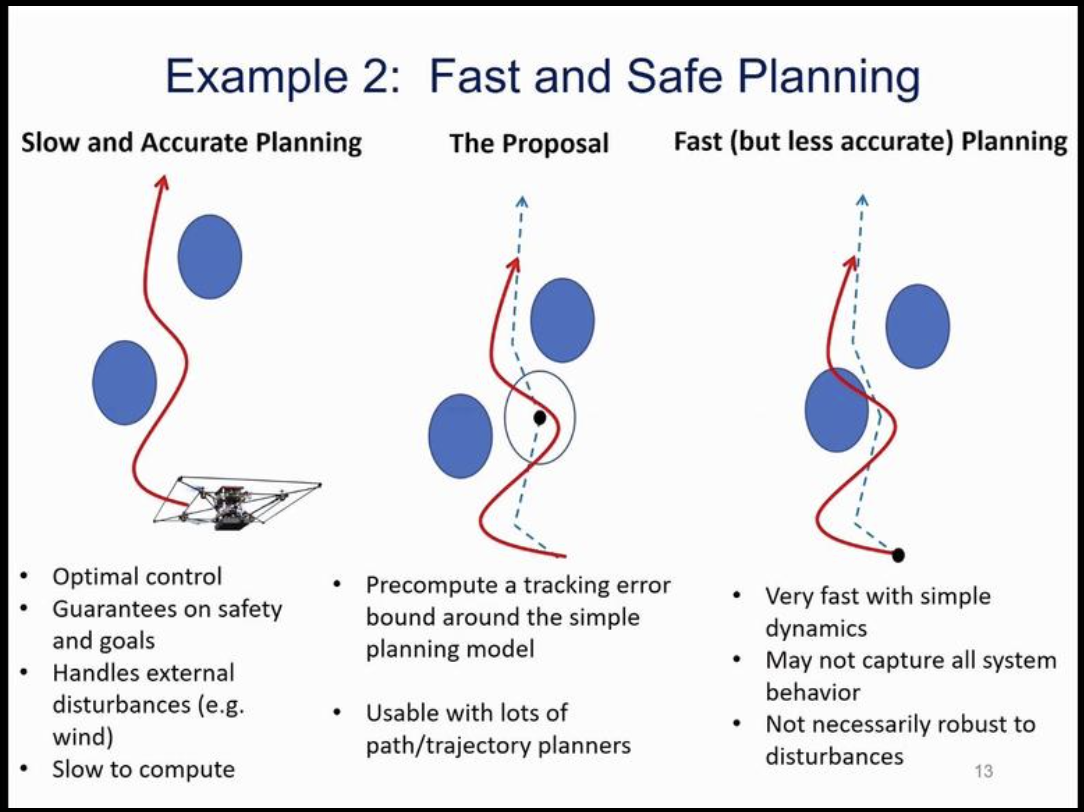 Example 2: Fast and Safe Planning
Slow and Accurate Planning
• Optimal control
• Guarantees on safety
and goals
• Handles external
disturbances (e.g.
wind)
• Slow to compute
The Proposal
• Precompute a tracking error
bound around the simple
planning model
• Usable with lots of
path/trajectory planners
Fast (but less accurate) Planning
• Very fast with simple
dynamics
• May not capture all system
behavior
• Not necessarily robust to
disturbances
13